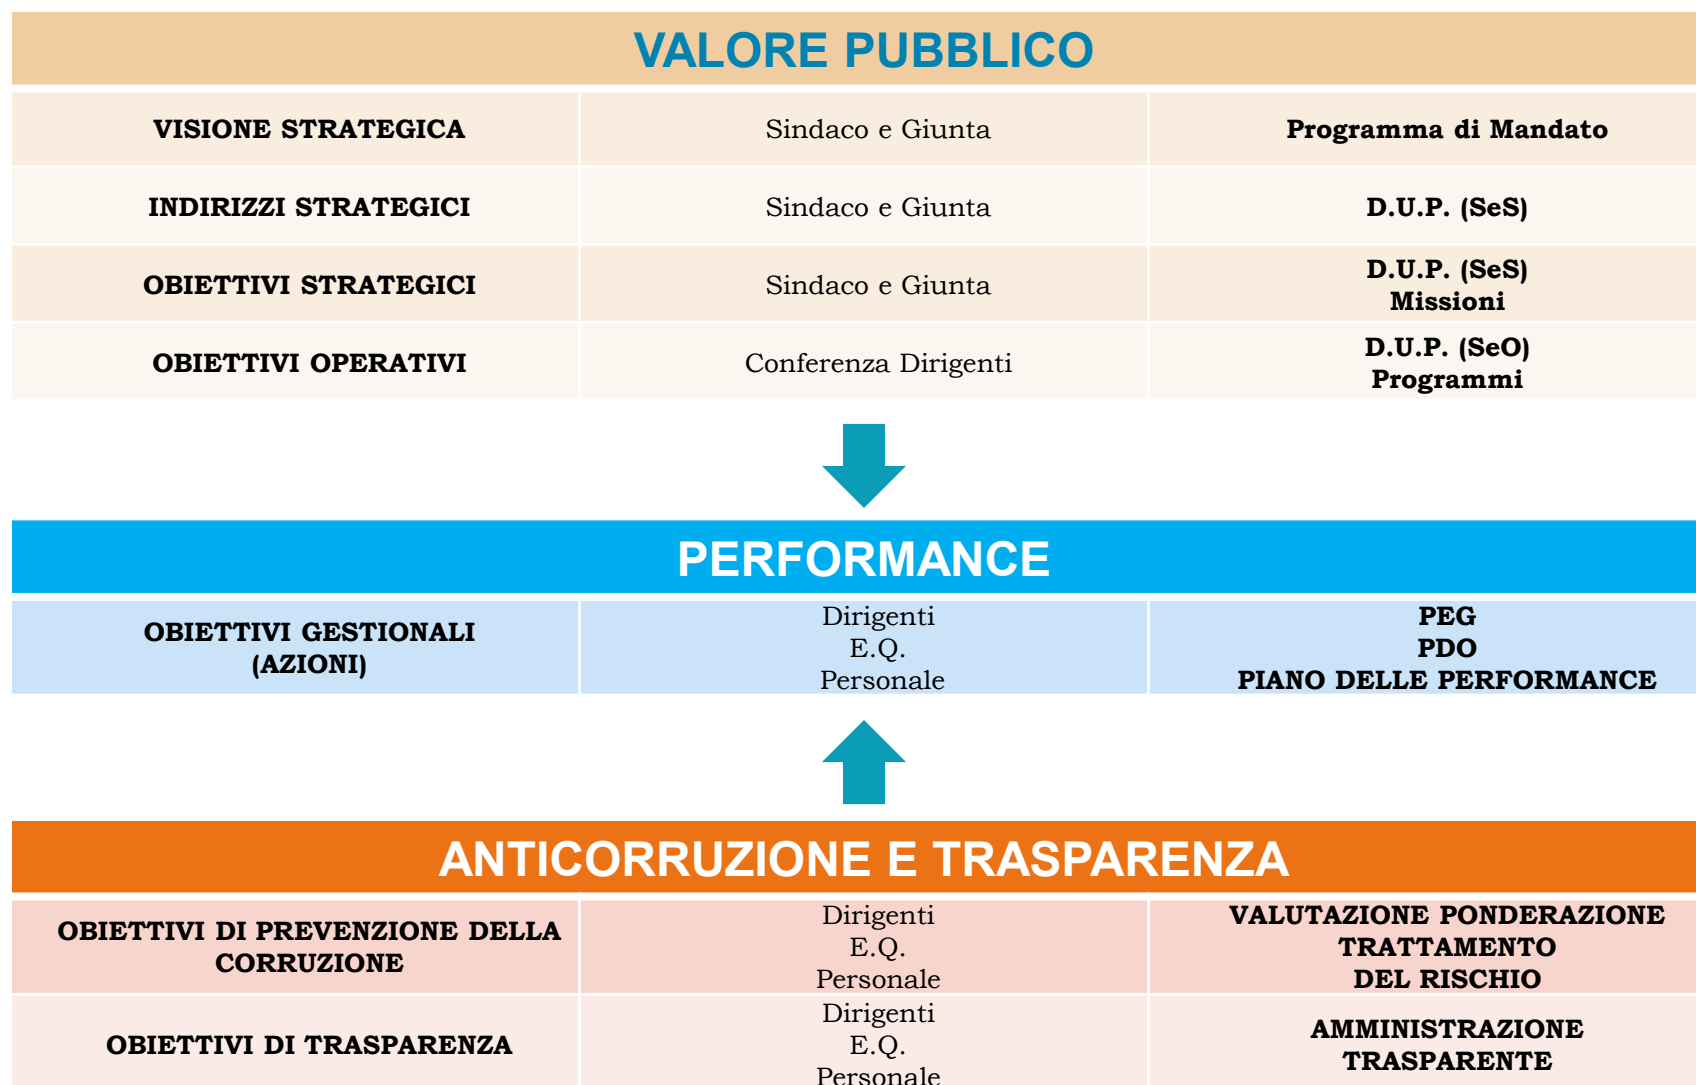 VALORE PUBBLICO
VISIONE STRATEGICA
Sindaco e Giunta
Programma di Mandato
INDIRIZZI STRATEGICI
Sindaco e Giunta
D.U.P. (SeS)
OBIETTIVI STRATEGICI
Sindaco e Giunta
D.U.P. (SeS)
Missioni
OBIETTIVI OPERATIVI
Conferenza Dirigenti
D.U.P. (SeO)
Programmi
PERFORMANCE
OBIETTIVI GESTIONALI
(AZIONI)
Dirigenti
E.Q.
Personale
PEG
PDO
PIANO DELLE PERFORMANCE
ANTICORRUZIONE E TRASPARENZA
OBIETTIVI DI PREVENZIONE DELLA
CORRUZIONE
Dirigenti
E.Q.
Personale
VALUTAZIONE PONDERAZIONE
TRATTAMENTO
DEL RISCHIO
OBIETTIVI DI TRASPARENZA
Dirigenti
E.Q.
Personale
AMMINISTRAZIONE
TRASPARENTE